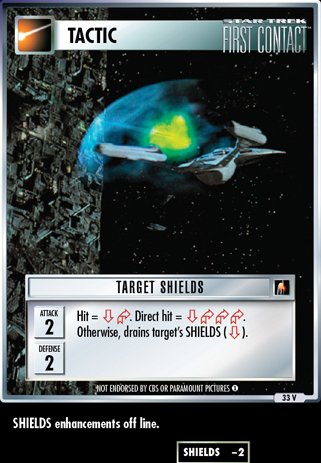 TACTIC
STAR TREK
FIRST CONTACT™
TARGET SHIELDS
ATTACK
2
Hit = ⇩ ↷. Direct hit = ⇩ ↷ ↷ ↷.
Otherwise, drains target's SHIELDS ( ⇩ ).
DEFENSE
2
NOT ENDORSED BY CBS OR PARAMOUNT PICTURES
33 V
SHIELDS enhancements off line.
SHIELDS –2